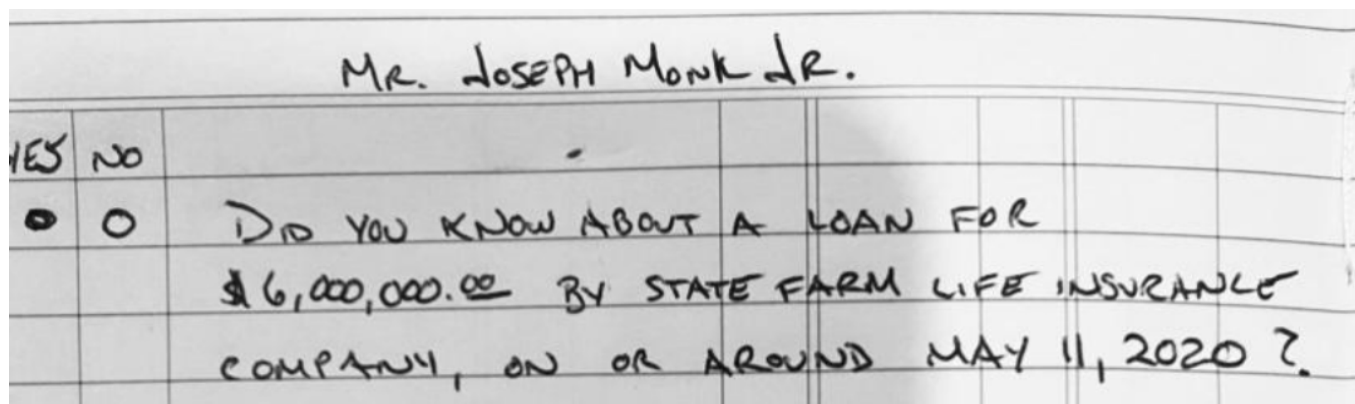 MR. JOSEPH MONK JR.
YES NO
DID YOU KNOW ABOUT A LOAN FOR
$6,000,000.00 BY STATE FARM LIFE INSURANCE
COMPANY, ON OR AROUND MAY 11, 2020?